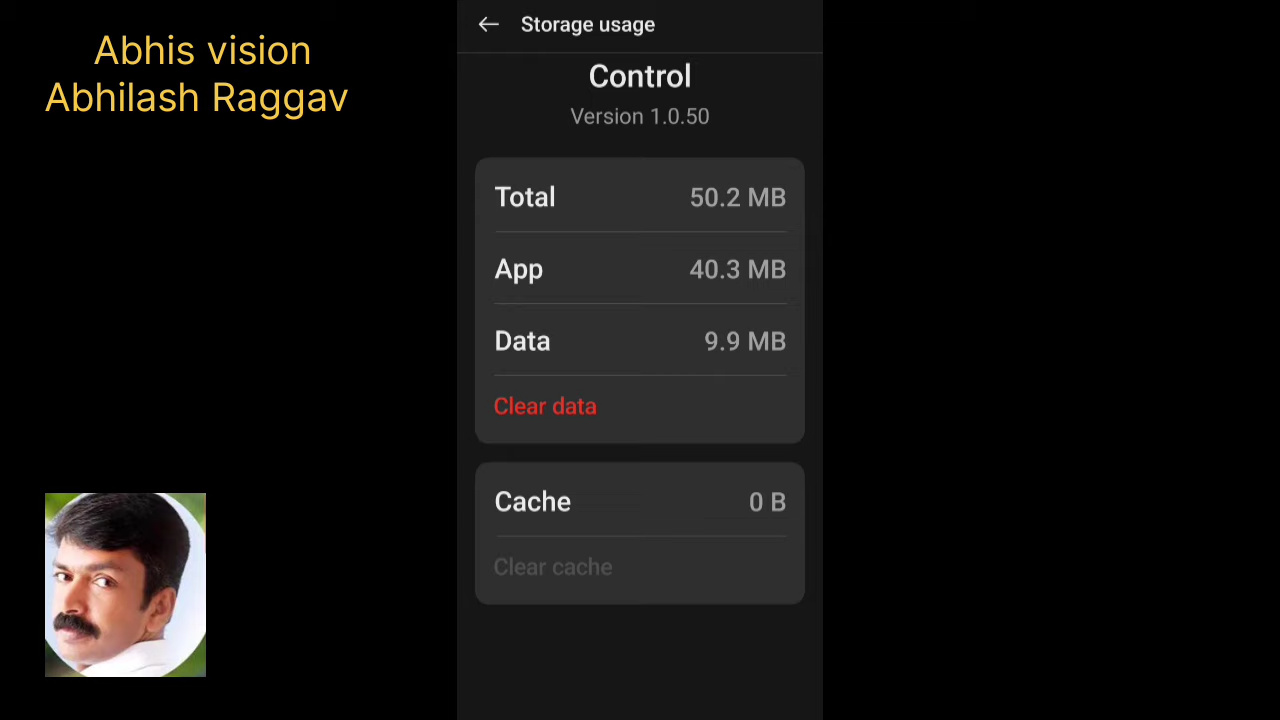 Abhis vision
Abhilash Raggav
Storage usage
Control
Version 1.0.50
Total 50.2 MB
App 40.3 MB
Data 9.9 MB
Clear data
Cache 0 B
Clear cache